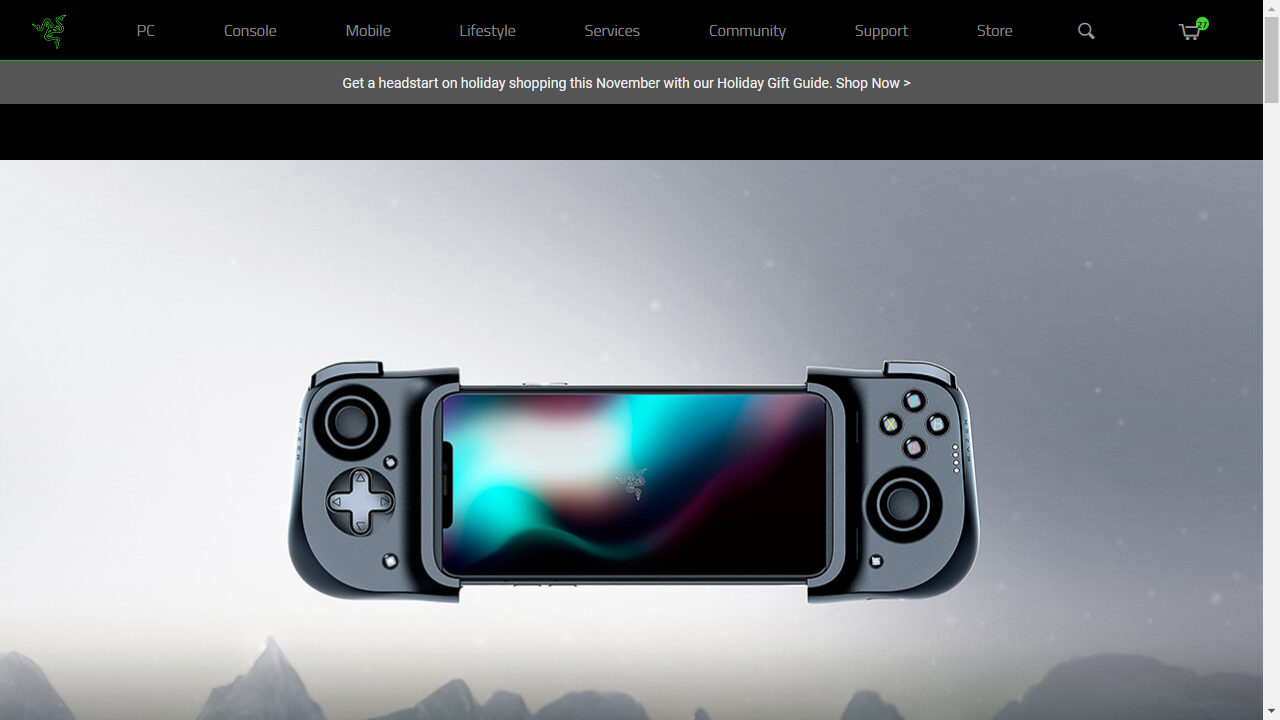 PC
Console
Mobile
Lifestyle
Services
Community
Support
Store
27
Get a headstart on holiday shopping this November with our Holiday Gift Guide. Shop Now >